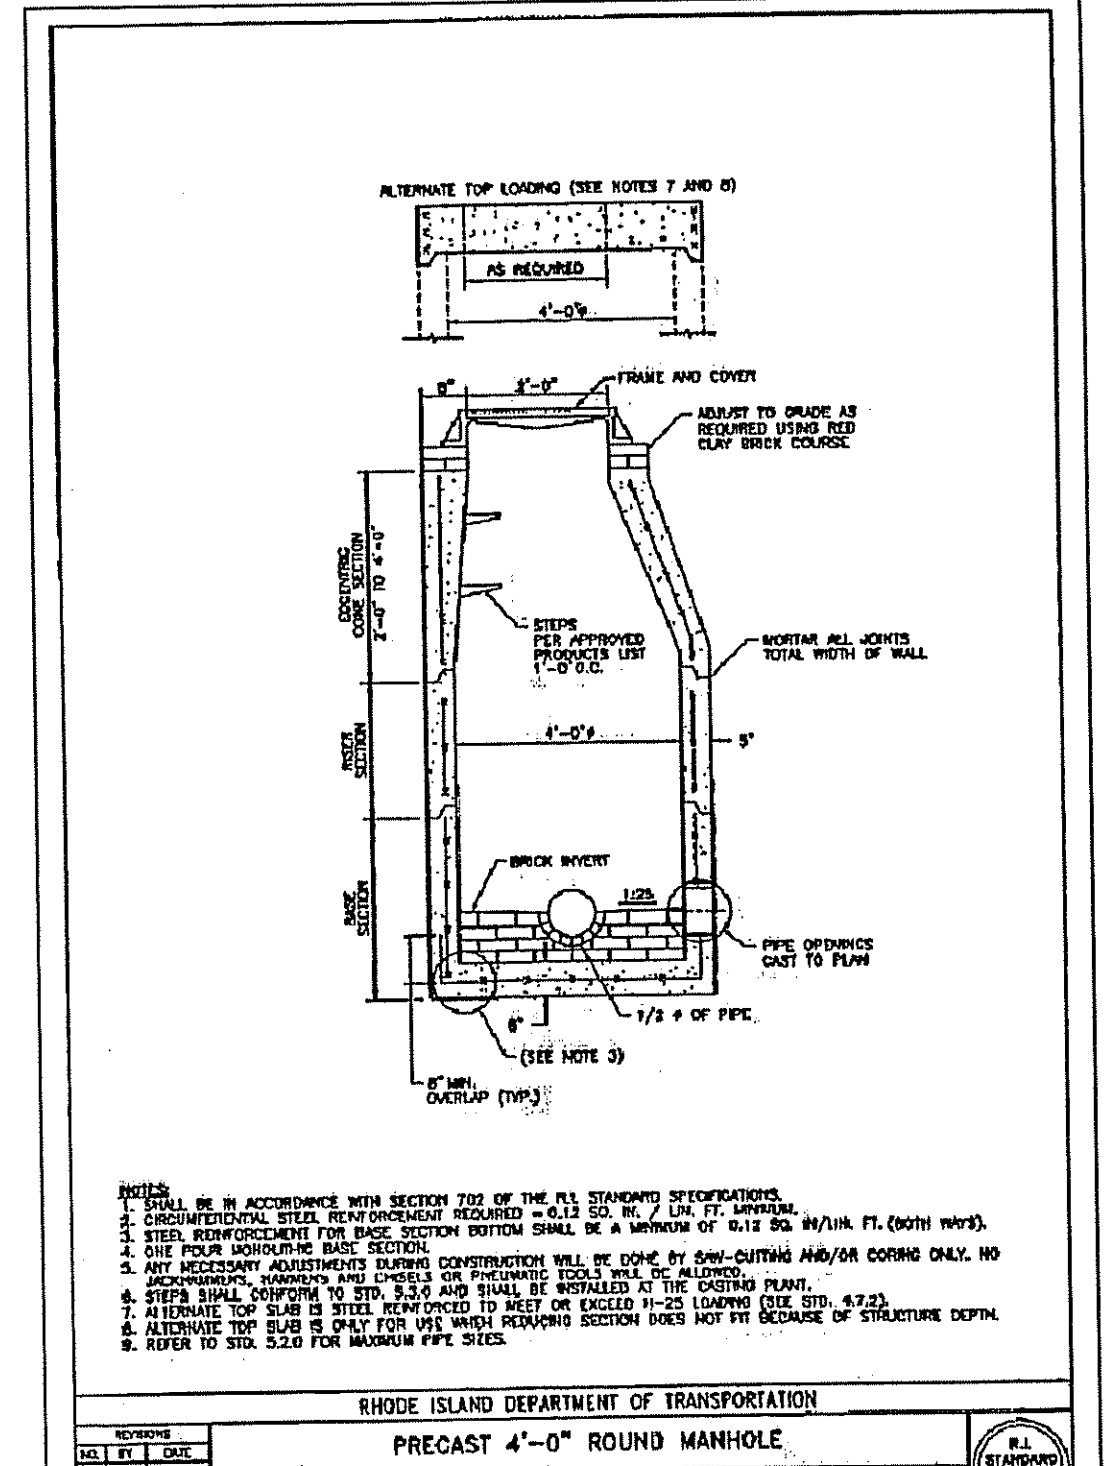 ALTERNATE TOP LOADING (SEE NOTES 7 AND 8)
AS REQUIRED
4'-0"ø
8"
2'-0"
FRAME AND COVER
ADJUST TO GRADE AS
REQUIRED USING RED
CLAY BRICK COURSE
ECCENTRIC
CONE SECTION
2'-0" TO 4'-0"
STEPS
PER APPROVED
PRODUCTS LIST
1'-0" O.C.
MORTAR ALL JOINTS
TOTAL WIDTH OF WALL
RISER
SECTION
4'-0"ø
5"
BRICK INVERT
1:25
BASE
SECTION
PIPE OPENINGS
CAST TO PLAN
1/2 ø OF PIPE
(SEE NOTE 3)
MIN.
OVERLAP (TYP.)
NOTES:
1. SHALL BE IN ACCORDANCE WITH SECTION 702 OF THE R.I. STANDARD SPECIFICATIONS.
2. CIRCUMFERENTIAL STEEL REINFORCEMENT REQUIRED = 0.12 SQ. IN. / LIN. FT. MINIMUM.
3. STEEL REINFORCEMENT FOR BASE SECTION BOTTOM SHALL BE A MINIMUM OF 0.12 SQ. IN/LIN. FT. (BOTH WAYS).
4. ONE POUR MONOLITHIC BASE SECTION.
5. ANY NECESSARY ADJUSTMENTS DURING CONSTRUCTION WILL BE DONE BY SAW-CUTTING AND/OR CORING ONLY. NO
JACKHAMMERS, HAMMERS AND CHISELS OR PNEUMATIC TOOLS WILL BE ALLOWED.
6. STEPS SHALL CONFORM TO STD. 5.3.0 AND SHALL BE INSTALLED AT THE CASTING PLANT.
7. ALTERNATE TOP SLAB IS STEEL REINFORCED TO MEET OR EXCEED H-25 LOADING (SEE STD. 4.7.2).
8. ALTERNATE TOP SLAB IS ONLY FOR USE WHEN REDUCING SECTION DOES NOT FIT BECAUSE OF STRUCTURE DEPTH.
9. REFER TO STD. 5.2.0 FOR MAXIMUM PIPE SIZES.
RHODE ISLAND DEPARTMENT OF TRANSPORTATION
REVISIONS
NO. BY DATE
PRECAST 4'-0" ROUND MANHOLE
R.I.
STANDARD